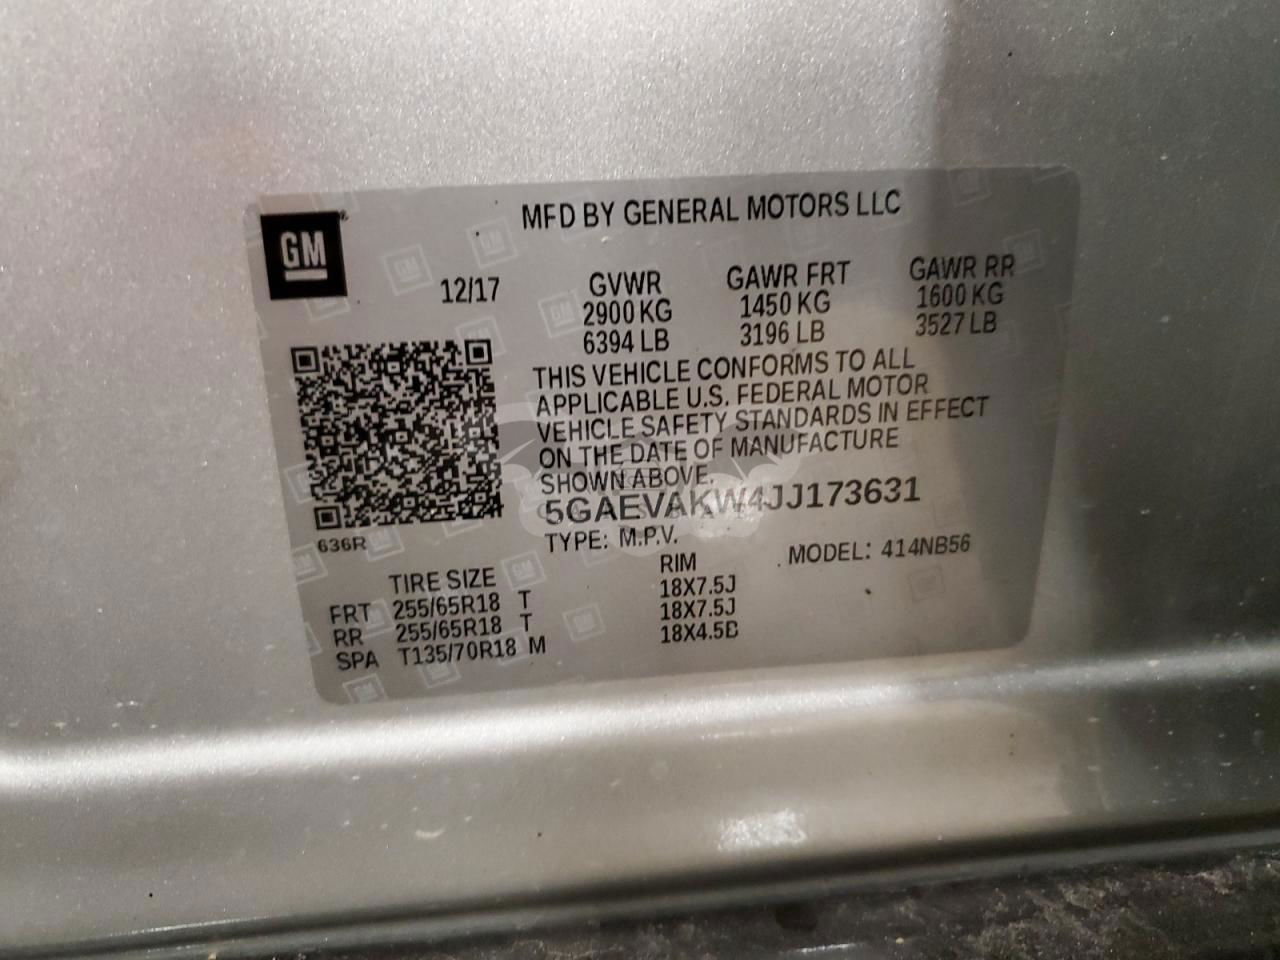 GM
MFD BY GENERAL MOTORS LLC
12/17
GVWR GAWR FRT GAWR RR
2900 KG 1450 KG 1600 KG
6394 LB 3196 LB 3527 LB
THIS VEHICLE CONFORMS TO ALL
APPLICABLE U.S. FEDERAL MOTOR
VEHICLE SAFETY STANDARDS IN EFFECT
ON THE DATE OF MANUFACTURE
SHOWN ABOVE.
5GAEVAKW4JJ173631
636R
TYPE: M.P.V. MODEL: 414NB56
TIRE SIZE RIM
FRT 255/65R18 T 18X7.5J
RR 255/65R18 T 18X7.5J
SPA T135/70R18 M 18X4.5B